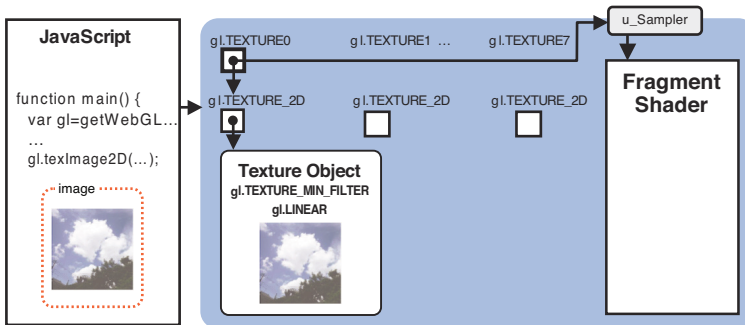 JavaScript
function main() {
var gl=getWebGL…
…
gl.texImage2D(…);
image
gl.TEXTURE0 gl.TEXTURE1 … gl.TEXTURE7
gl.TEXTURE_2D gl.TEXTURE_2D gl.TEXTURE_2D
Texture Object
gl.TEXTURE_MIN_FILTER
gl.LINEAR
u_Sampler
Fragment
Shader